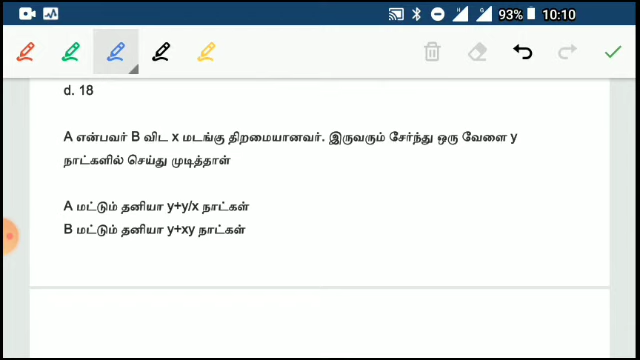 93% 10:10
d. 18
A என்பவர் B விட x மடங்கு திறமையானவர். இருவரும் சேர்ந்து ஒரு வேளை y
நாட்களில் செய்து முடித்தாள்
A மட்டும் தனியா y+y/x நாட்கள்
B மட்டும் தனியா y+xy நாட்கள்